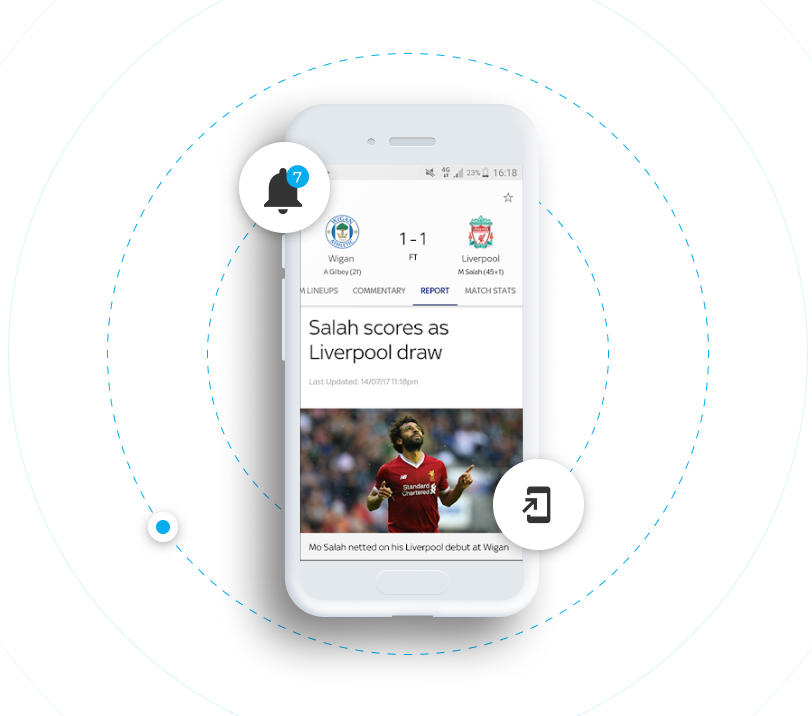 7
4G 23% 16:18
WIGAN
ATHLETIC
1-1
FT
Wigan
Liverpool
A Gilbey (21)
M Salah (45+1)
M LINEUPS COMMENTARY REPORT MATCH STATS
Salah scores as
Liverpool draw
Last Updated: 14/07/17 11:18pm
Standard
Chartered
Mo Salah netted on his Liverpool debut at Wigan